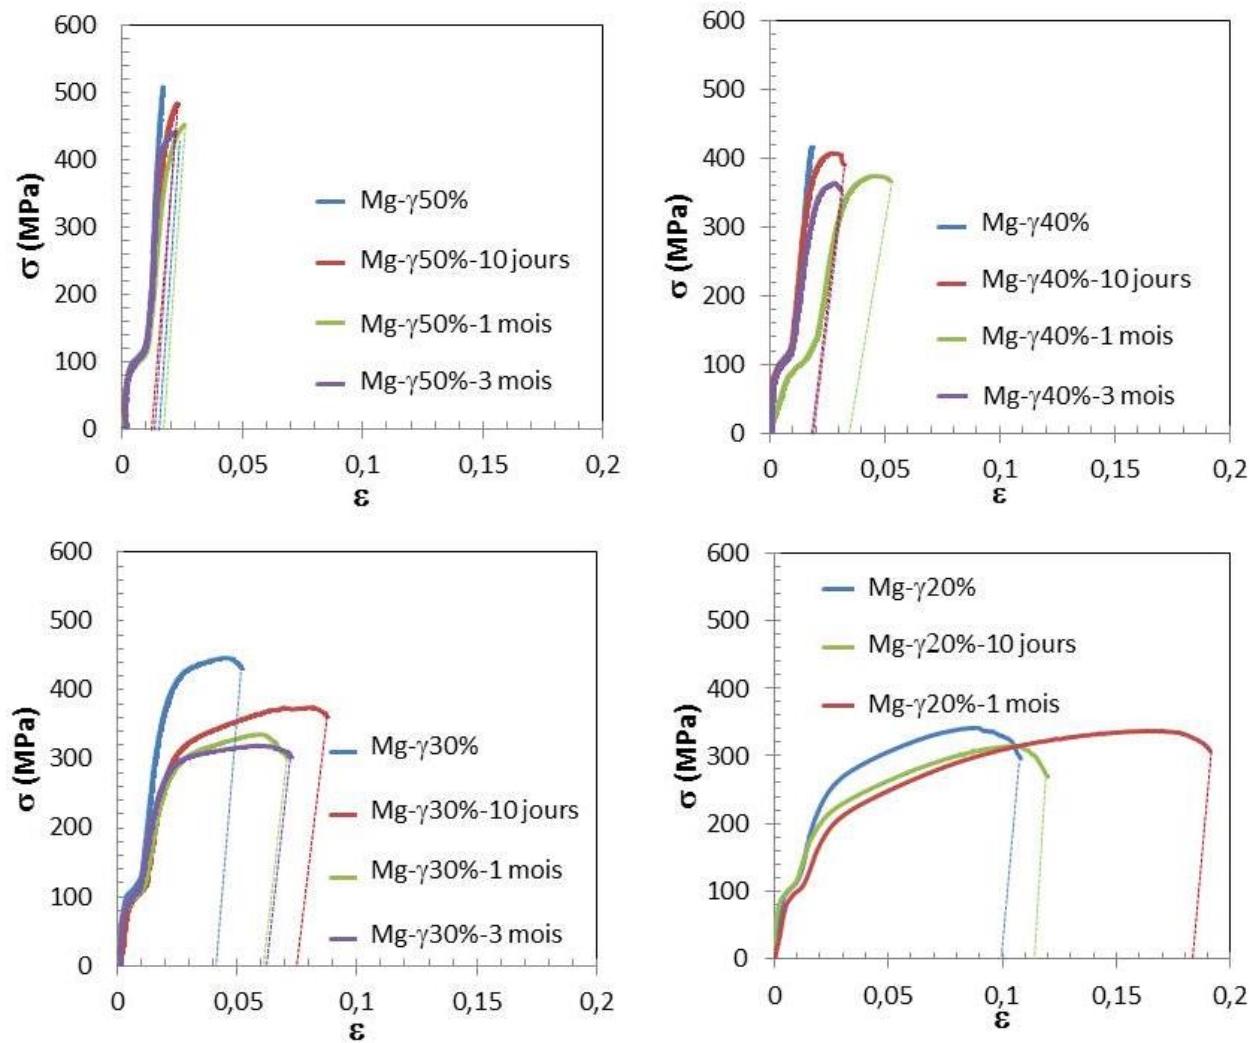 600
500
400
300
200
100
0
σ (MPa)
Mg-γ50%
Mg-γ50%-10 jours
Mg-γ50%-1 mois
Mg-γ50%-3 mois
0 0,05 0,1 0,15 0,2
ε
600
500
400
300
200
100
0
σ (MPa)
Mg-γ40%
Mg-γ40%-10 jours
Mg-γ40%-1 mois
Mg-γ40%-3 mois
0 0,05 0,1 0,15 0,2
ε
600
500
400
300
200
100
0
σ (MPa)
Mg-γ30%
Mg-γ30%-10 jours
Mg-γ30%-1 mois
Mg-γ30%-3 mois
0 0,05 0,1 0,15 0,2
ε
600
500
400
300
200
100
0
σ (MPa)
Mg-γ20%
Mg-γ20%-10 jours
Mg-γ20%-1 mois
0 0,05 0,1 0,15 0,2
ε